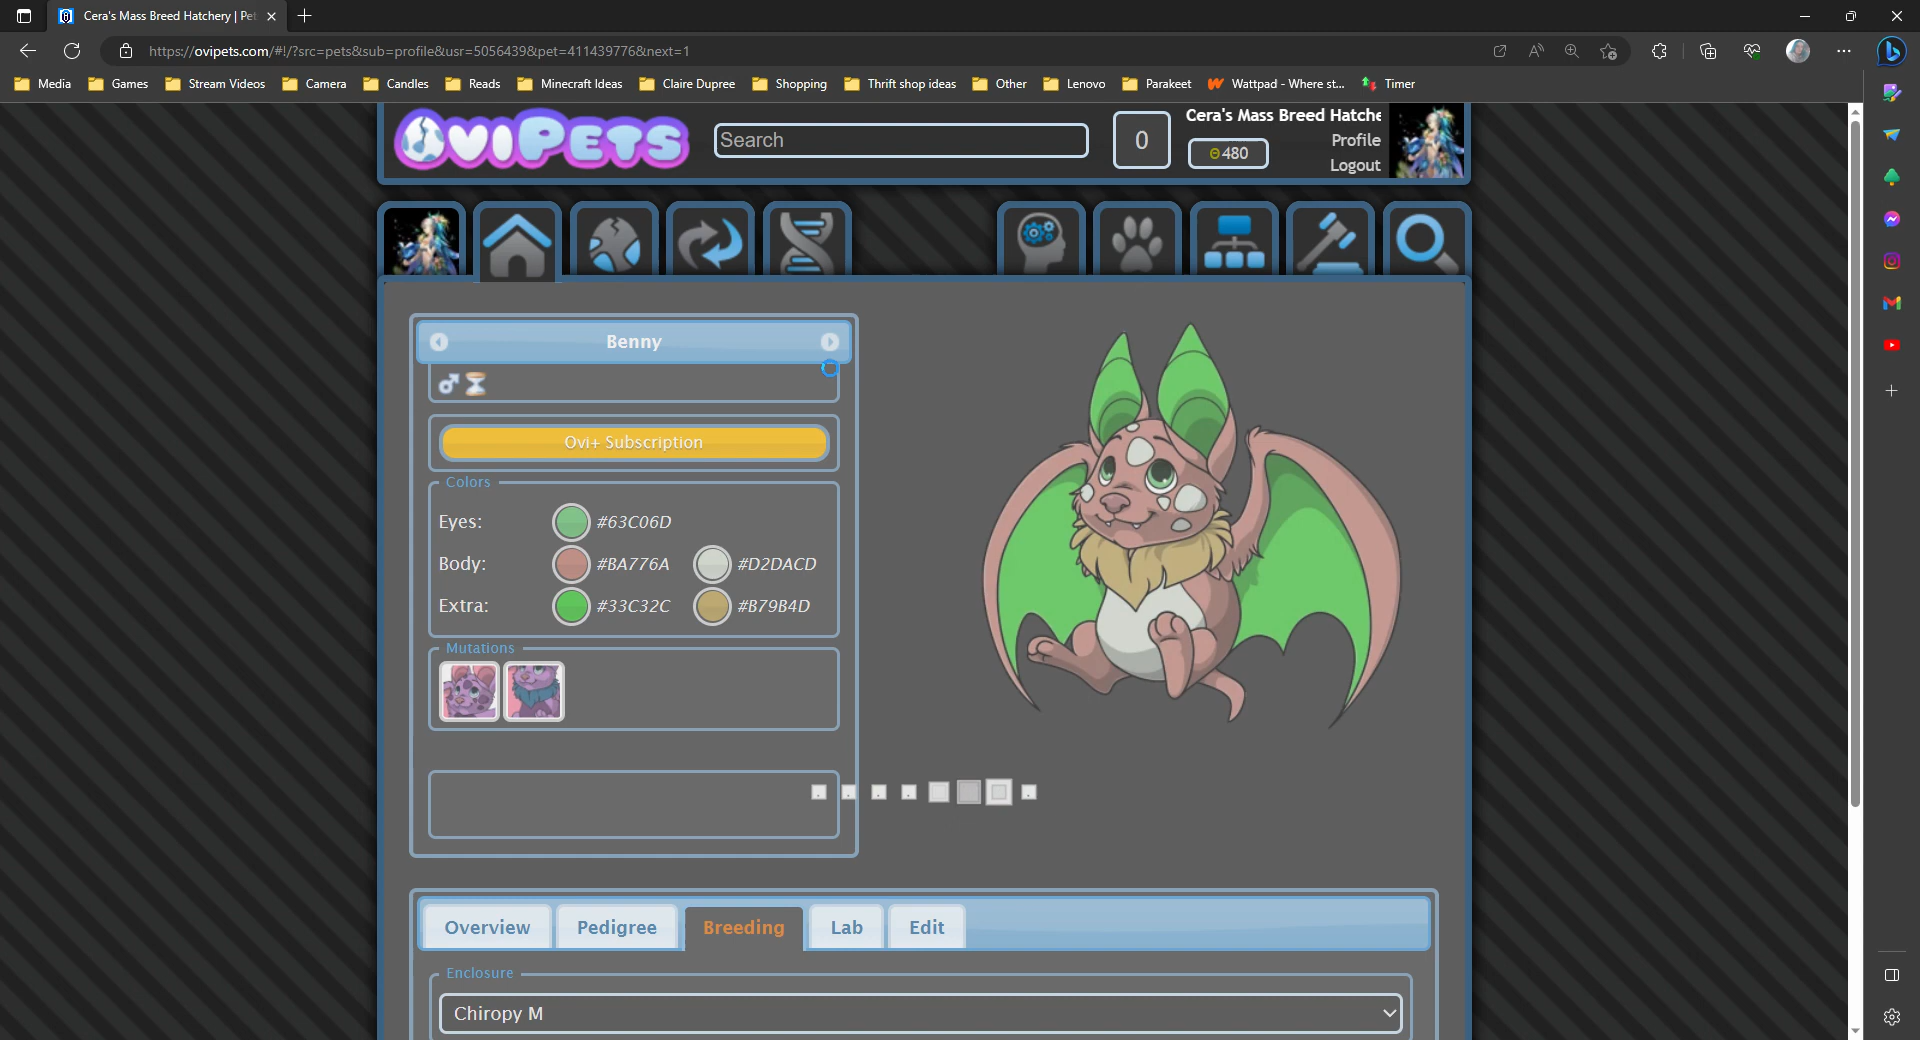 Cera's Mass Breed Hatchery | Pet
https://ovipets.com/#!/?src=pets&sub=profile&usr=5056439&pet=411439776&next=1
Media Games Stream Videos Camera Candles Reads Minecraft Ideas Claire Dupree Shopping Thrift shop ideas Other Lenovo Parakeet Wattpad - Where st... Timer
OviPets
Search
0
Cera's Mass Breed Hatche
480
Profile
Logout
Benny
Ovi+ Subscription
Colors
Eyes: #63C06D
Body: #BA776A #D2DACD
Extra: #33C32C #B79B4D
Mutations
Overview Pedigree Breeding Lab Edit
Enclosure
Chiropy M